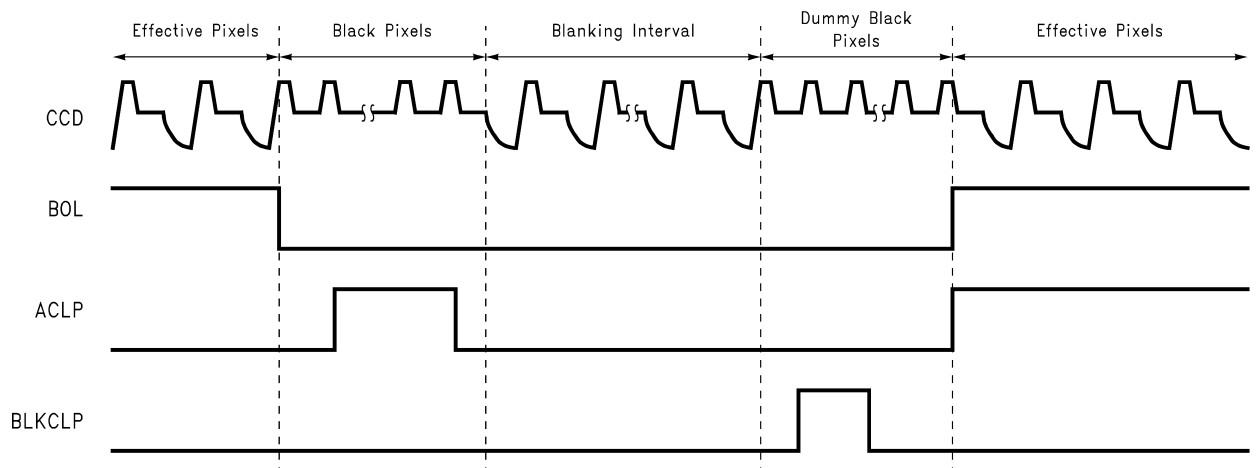 Effective Pixels
Black Pixels
Blanking Interval
Dummy Black
Pixels
Effective Pixels
CCD
BOL
ACLP
BLKCLP